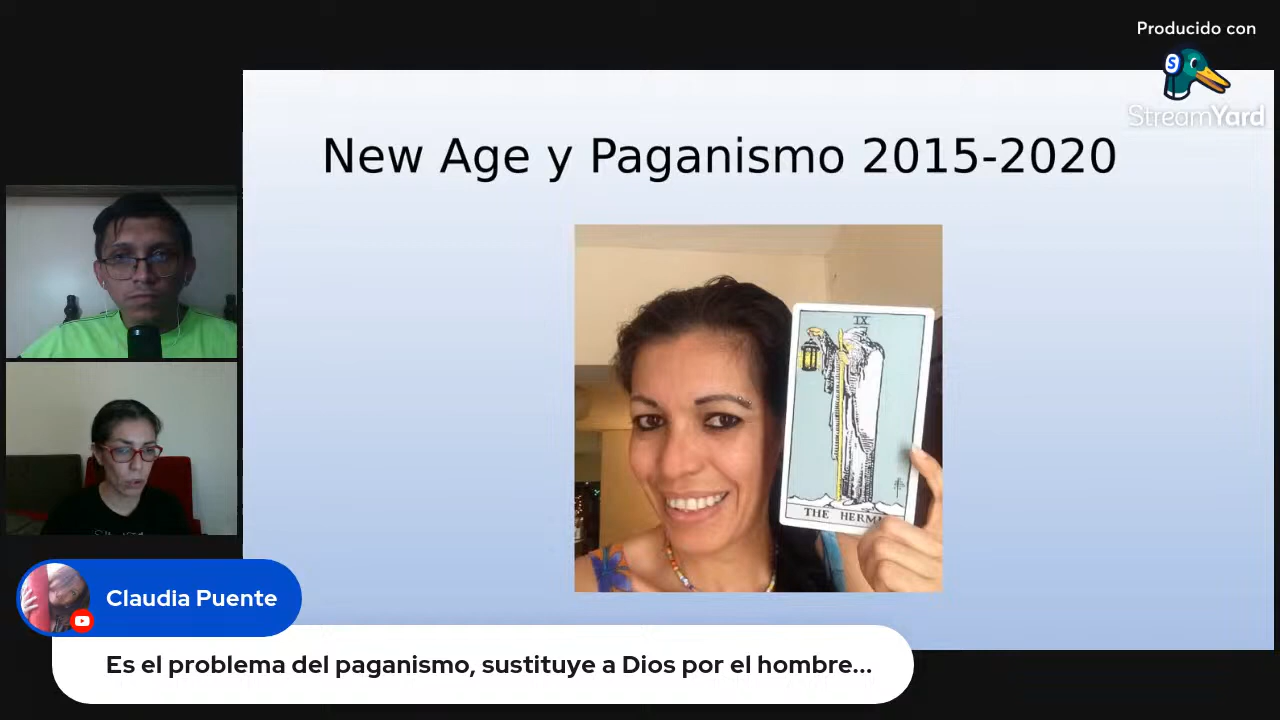 Producido con
StreamYard
New Age y Paganismo 2015-2020
IX
THE HERMI
Claudia Puente
Es el problema del paganismo, sustituye a Dios por el hombre...